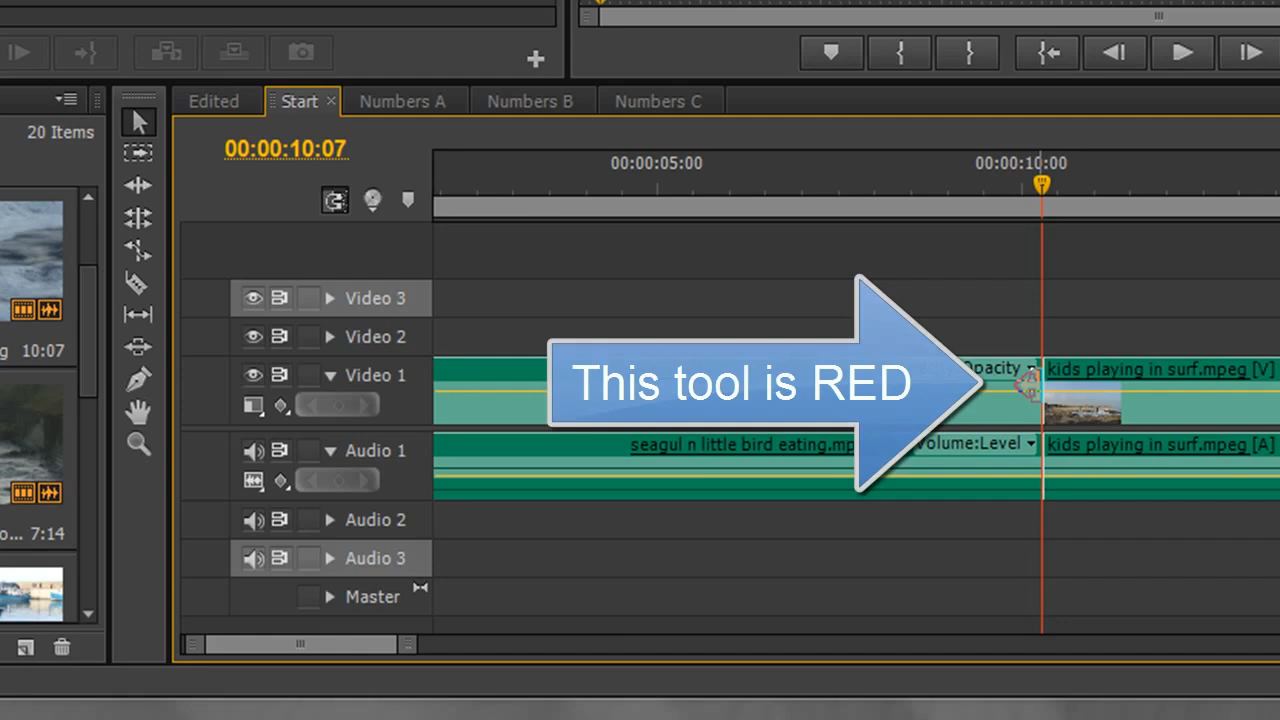 Edited
Start
Numbers A
Numbers B
Numbers C
20 Items
00:00:10:07
00:00:05:00
00:00:10:00
10:07
Video 3
Video 2
Video 1
Opacity
kids playing in surf.mpeg [V]
This tool is RED
Audio 1
seagul n little bird eating.mp
Volume:Level
kids playing in surf.mpeg [A]
Audio 2
o... 7:14
Audio 3
Master